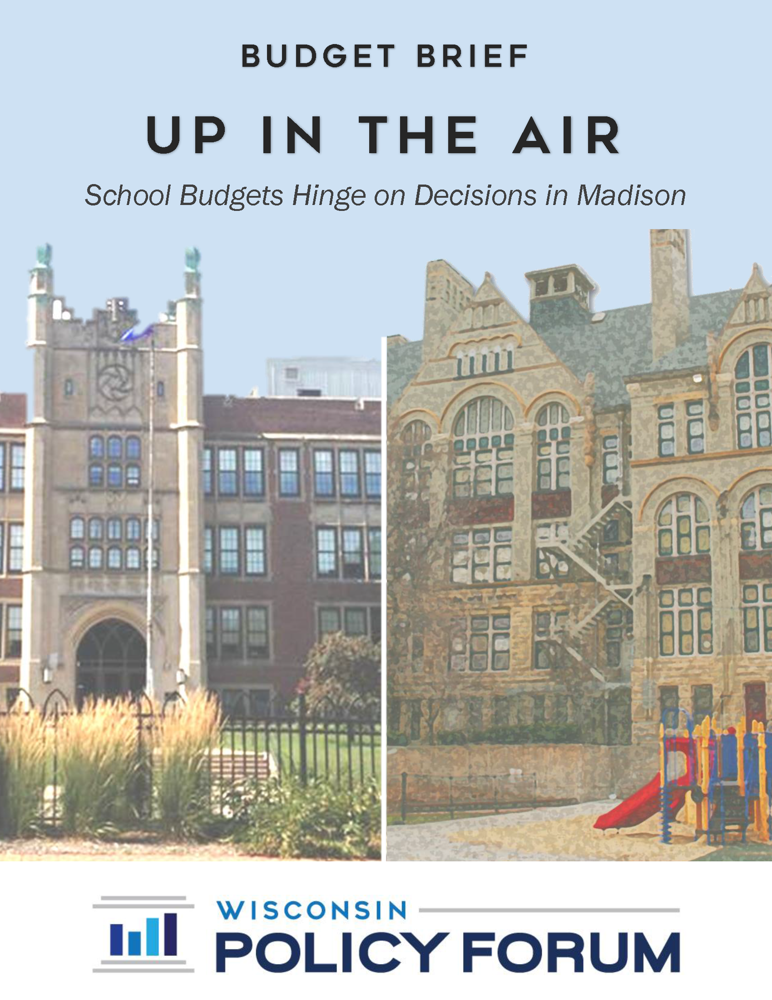 BUDGET BRIEF
UP IN THE AIR
School Budgets Hinge on Decisions in Madison
WISCONSIN
POLICY FORUM